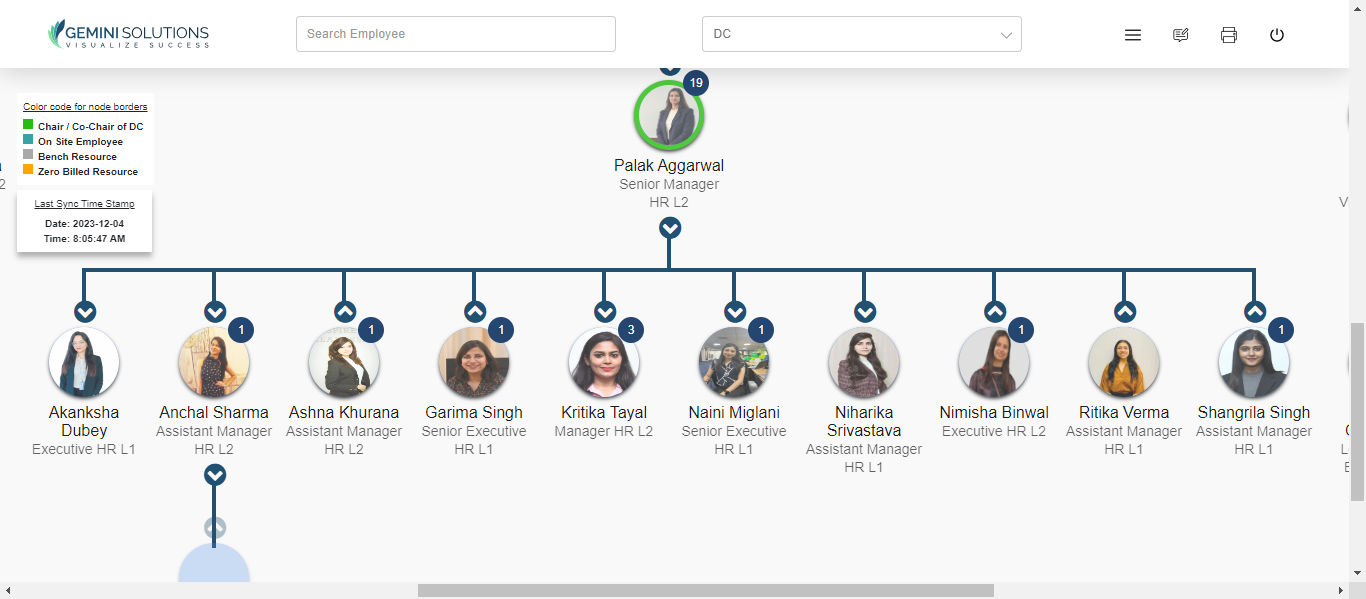 GEMINI SOLUTIONS
VISUALIZE SUCCESS
Search Employee
DC
19
Color code for node borders
Chair / Co-Chair of DC
On Site Employee
Bench Resource
Zero Billed Resource
Last Sync Time Stamp
Date: 2023-12-04
Time: 8:05:47 AM
2
V
Palak Aggarwal
Senior Manager
HR L2
1
1
1
3
1
1
1
Akanksha
Dubey
Executive HR L1
Anchal Sharma
Assistant Manager
HR L2
Ashna Khurana
Assistant Manager
HR L2
Garima Singh
Senior Executive
HR L1
Kritika Tayal
Manager HR L2
Naini Miglani
Senior Executive
HR L1
Niharika
Srivastava
Assistant Manager
HR L1
Nimisha Binwal
Executive HR L2
Ritika Verma
Assistant Manager
HR L1
Shangrila Singh
Assistant Manager
HR L1